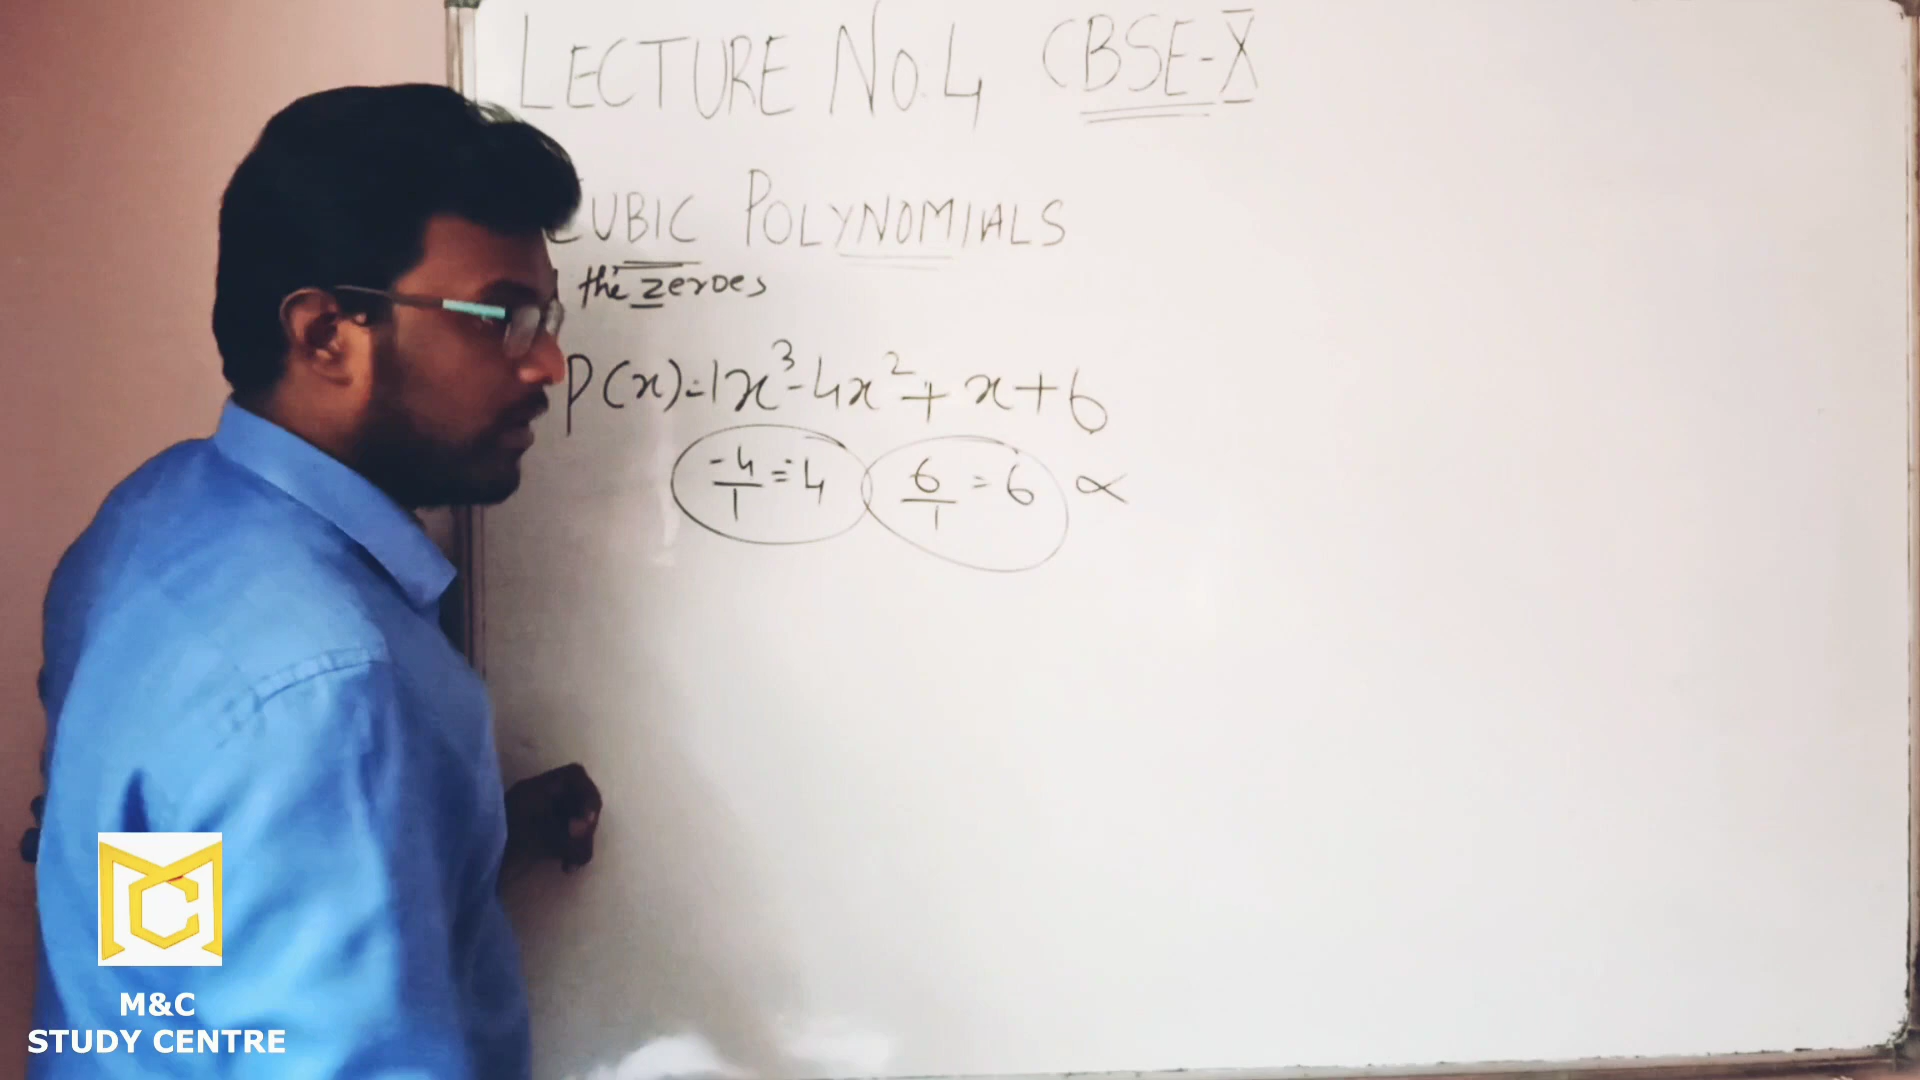 LECTURE No.4 CBSE-X
CUBIC POLYNOMIALS
the zeroes
P(x)=1x³-4x²+x+6
-4/1 = -4 6/1 = 6 ∝
M&C
STUDY CENTRE